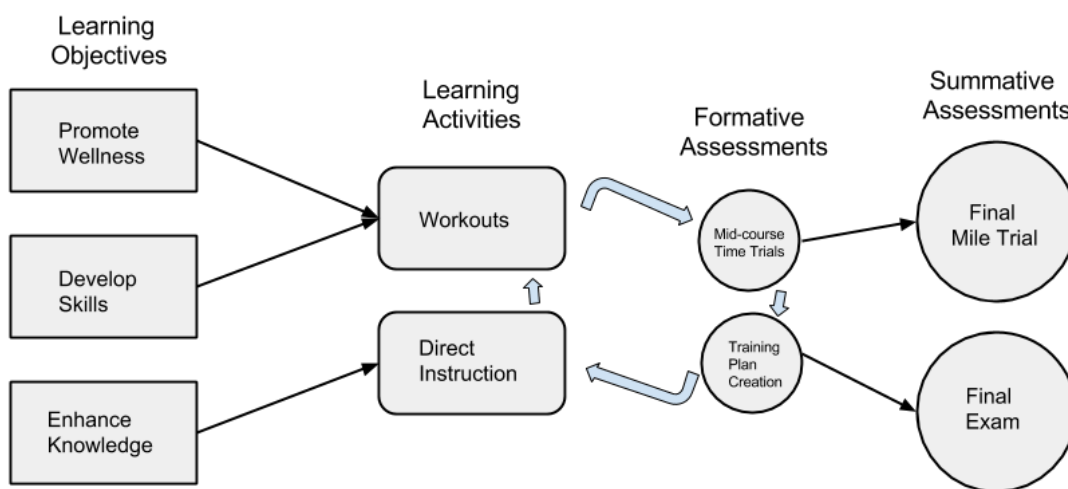 Learning
Objectives
Promote
Wellness
Develop
Skills
Enhance
Knowledge
Learning
Activities
Workouts
Direct
Instruction
Formative
Assessments
Mid-course
Time Trials
Training
Plan
Creation
Summative
Assessments
Final
Mile Trial
Final
Exam